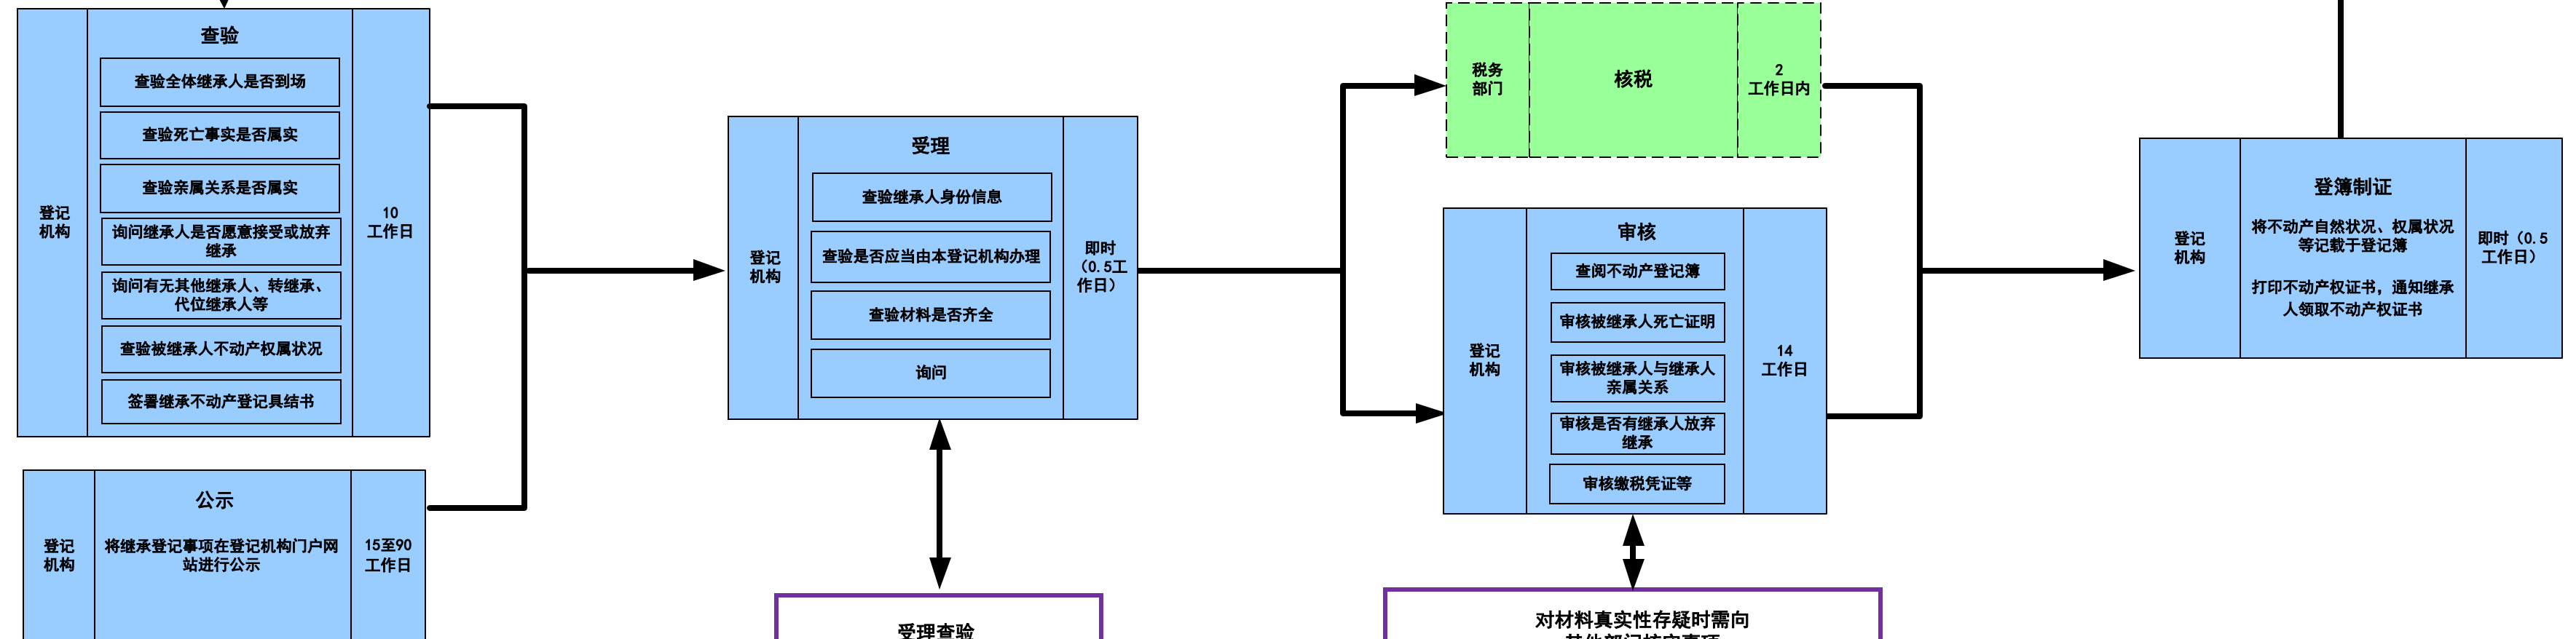 查验
登记
机构
查验全体继承人是否到场
查验死亡事实是否属实
查验亲属关系是否属实
询问继承人是否愿意接受或放弃
继承
询问有无其他继承人、转继承、
代位继承人等
查验被继承人不动产权属状况
签署继承不动产登记具结书
10
工作日
登记
机构
公示
将继承登记事项在登记机构门户网
站进行公示
15至90
工作日
登记
机构
受理
查验继承人身份信息
查验是否应当由本登记机构办理
查验材料是否齐全
询问
即时
（0.5工
作日）
受理查验
税务
部门
核税
2
工作日内
登记
机构
审核
查阅不动产登记簿
审核被继承人死亡证明
审核被继承人与继承人
亲属关系
审核是否有继承人放弃
继承
审核缴税凭证等
14
工作日
对材料真实性存疑时需向
其他部门核实事项
登记
机构
登簿制证
将不动产自然状况、权属状况
等记载于登记簿
打印不动产权证书，通知继承
人领取不动产权证书
即时（0.5
工作日）